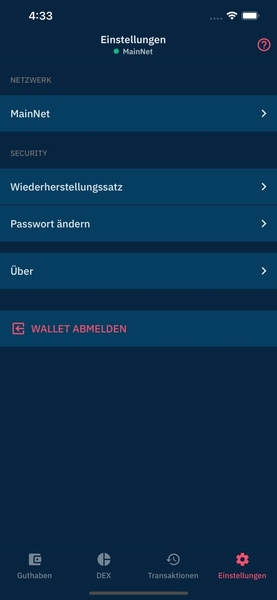 4:33
Einstellungen
MainNet
NETZWERK
MainNet
SECURITY
Wiederherstellungssatz
Passwort ändern
Über
WALLET ABMELDEN
Guthaben DEX Transaktionen Einstellungen